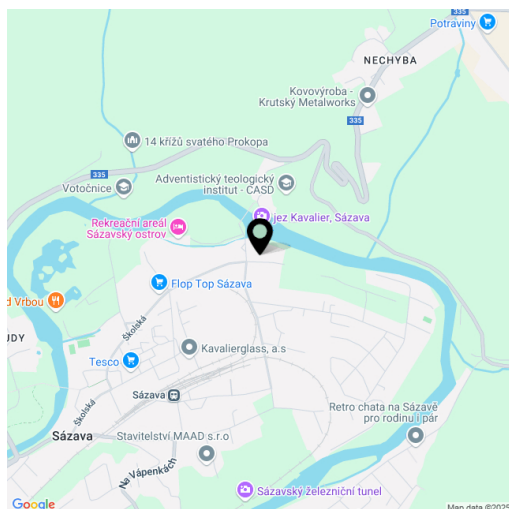 335
Potraviny
NECHYBA
Kovovýroba -
Krutský Metalworks
335
14 křížů svatého Prokopa
335
Votočnice
Adventistický teologický
institut - CASD
jez Kavalier, Sázava
Rekreační areál
Sázavský ostrov
Flop Top Sázava
d Vrbou
Školská
UDY
Kavalierglass, a.s
Tesco
Sázava
Školská
Retro chata na Sázavě
pro rodinu i pár
Sázava
Stavitelství MAAD s.r.o
Na Vápenkách
Sázavský železniční tunel
Google
Map data ©2025